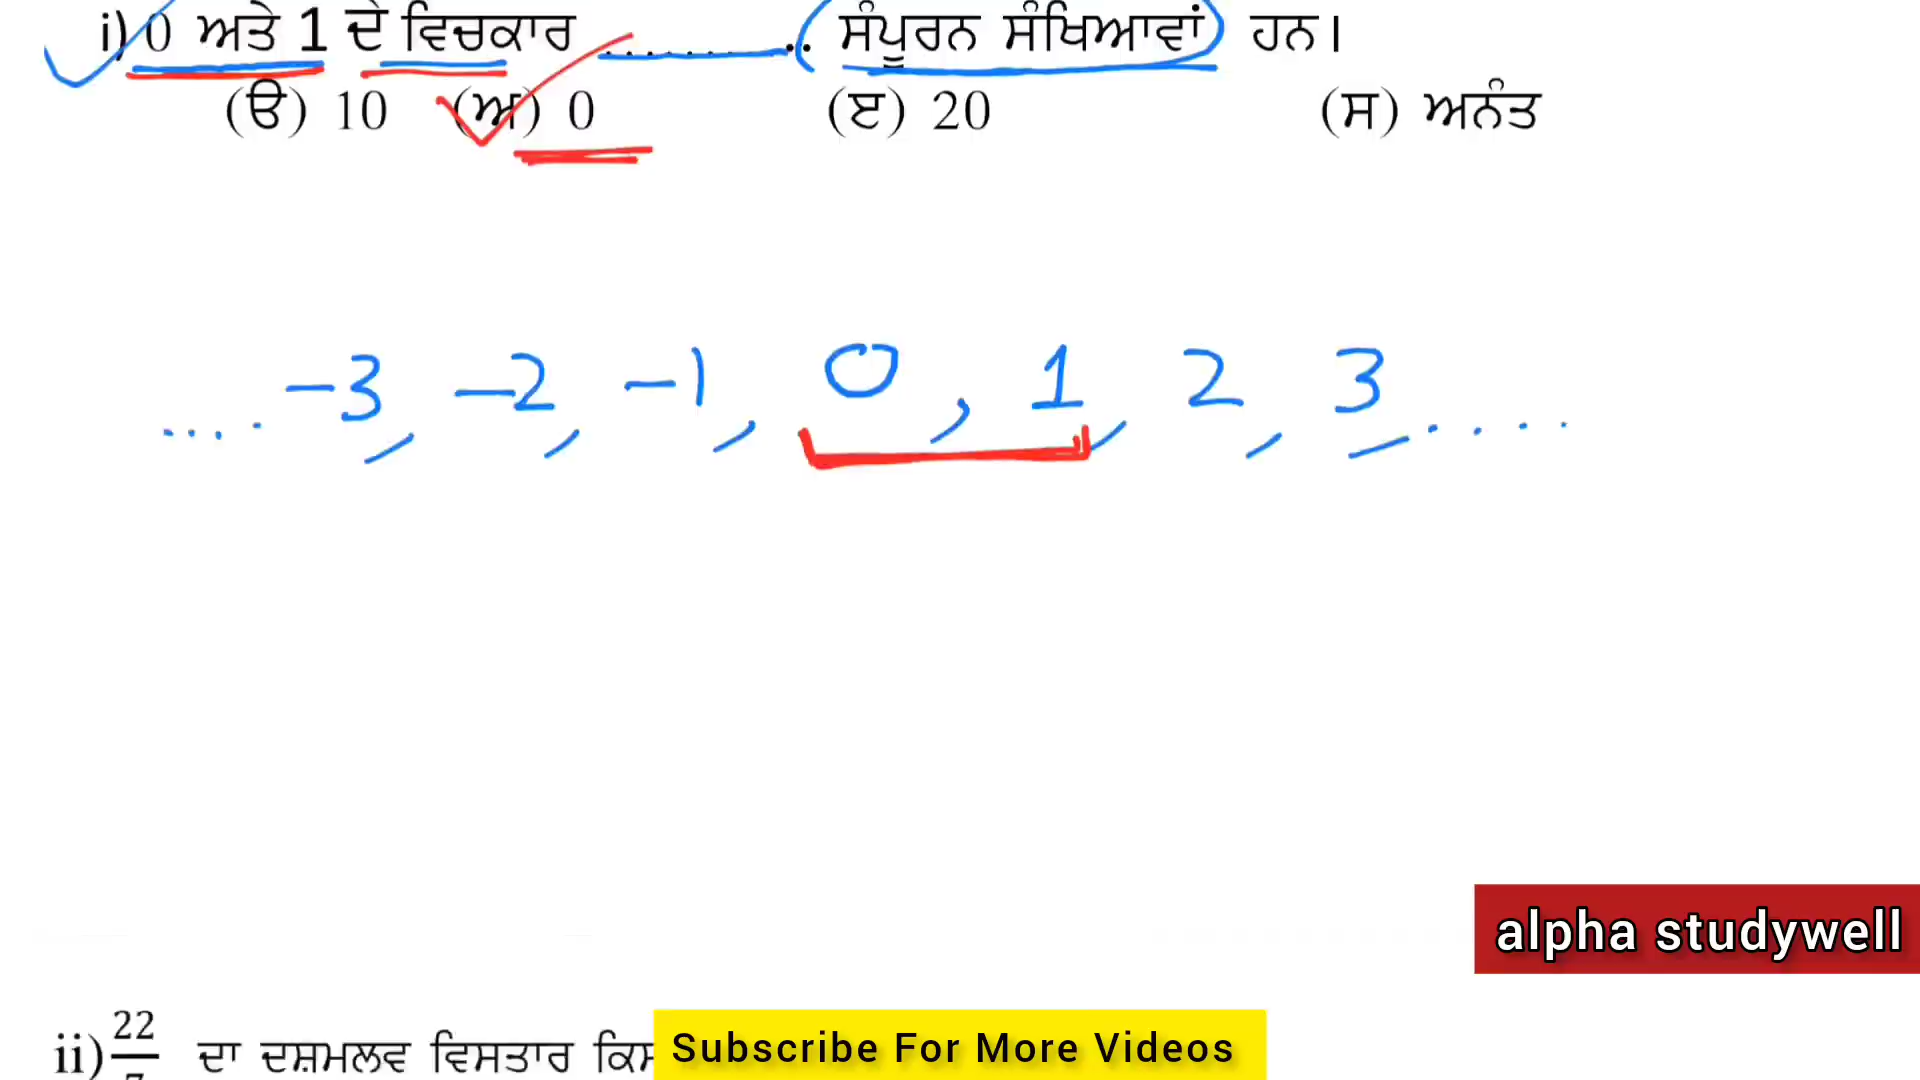 i) 0 ਅਤੇ 1 ਦੇ ਵਿਚਕਾਰ ........... ਸੰਪੂਰਨ ਸੰਖਿਆਵਾਂ ਹਨ।
(ੳ) 10 (ਅ) 0 (ੲ) 20 (ਸ) ਅਨੰਤ
.... -3, -2, -1, 0, 1, 2, 3, ....
alpha studywell
ii) 22/7 ਦਾ ਦਸ਼ਮਲਵ ਵਿਸਤਾਰ
Subscribe For More Videos